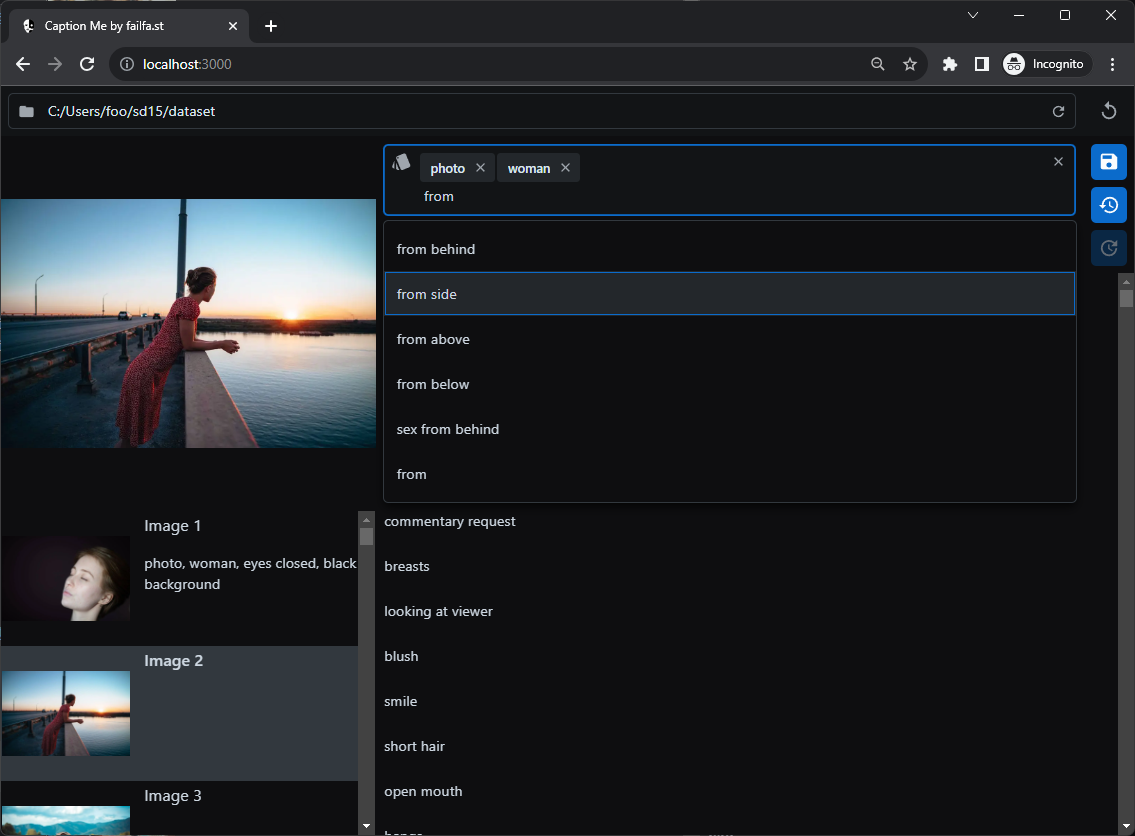 Caption Me by failfa.st
localhost:3000
Incognito
C:/Users/foo/sd15/dataset
photo woman
from
from behind
from side
from above
from below
sex from behind
from
commentary request
breasts
looking at viewer
blush
smile
short hair
open mouth
Image 1
photo, woman, eyes closed, black
background
Image 2
Image 3